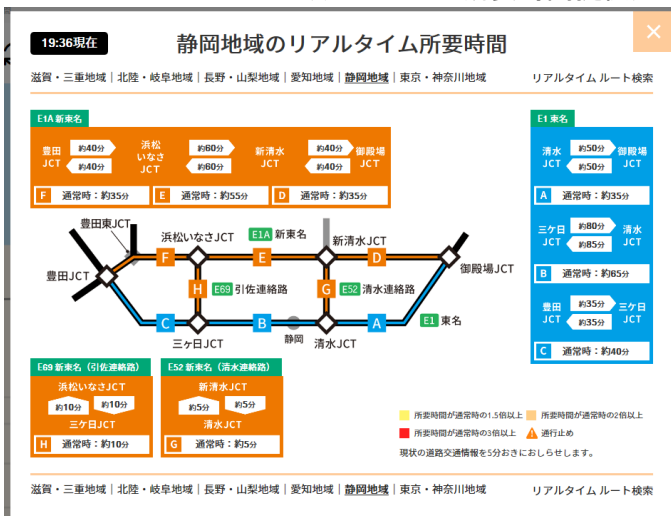 19:36現在
静岡地域のリアルタイム所要時間
×
滋賀・三重地域｜北陸・岐阜地域｜長野・山梨地域｜愛知地域｜静岡地域｜東京・神奈川地域
リアルタイム ルート検索
E1A 新東名
豊田JCT 約40分 約40分 浜松いなさJCT 約60分 約60分 新清水JCT 約40分 約40分 御殿場JCT
F 通常時：約35分
E 通常時：約55分
D 通常時：約35分
E1 東名
清水JCT 約50分 約50分 御殿場JCT
A 通常時：約35分
三ケ日JCT 約80分 約85分 清水JCT
B 通常時：約65分
豊田JCT 約35分 約35分 三ケ日JCT
C 通常時：約40分
豊田東JCT
浜松いなさJCT
E1A 新東名
新清水JCT
豊田JCT
F
E
D
御殿場JCT
H
E69 引佐連絡路
G
E52 清水連絡路
C
B
A
E1 東名
三ケ日JCT
静岡
清水JCT
E69 新東名（引佐連絡路）
浜松いなさJCT
約10分 約10分
三ケ日JCT
H 通常時：約10分
E52 新東名（清水連絡路）
新清水JCT
約5分 約5分
清水JCT
G 通常時：約5分
所要時間が通常時の1.5倍以上
所要時間が通常時の2倍以上
所要時間が通常時の3倍以上
通行止め
現状の道路交通情報を5分おきにおしらせします。
滋賀・三重地域｜北陸・岐阜地域｜長野・山梨地域｜愛知地域｜静岡地域｜東京・神奈川地域
リアルタイム ルート検索